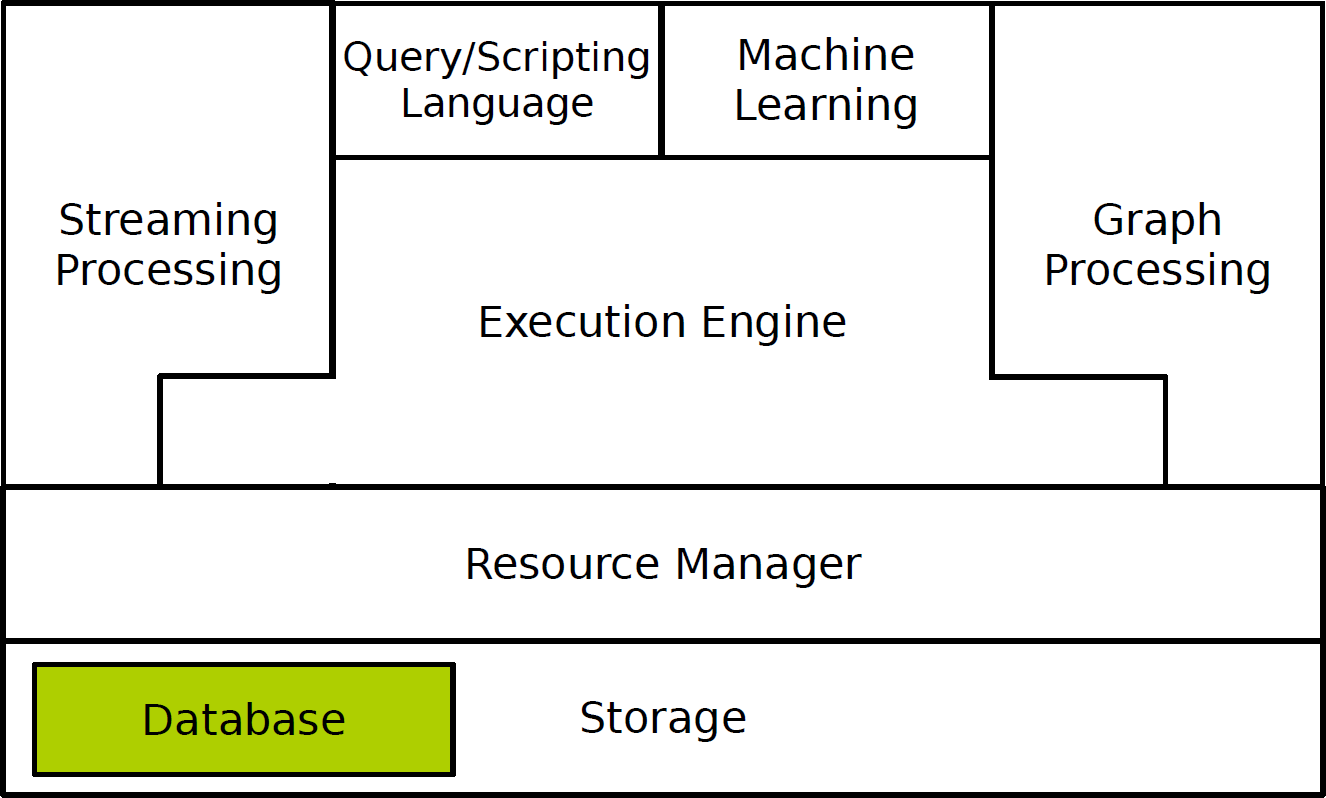 Query/Scripting
Language
Machine
Learning
Streaming
Processing
Graph
Processing
Execution Engine
Resource Manager
Database
Storage